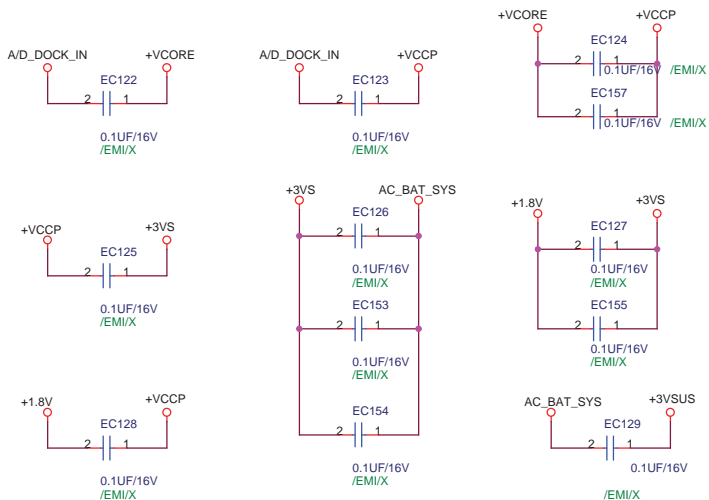 A/D_DOCK_IN +VCORE
EC122
2 1
0.1UF/16V
/EMI/X
A/D_DOCK_IN +VCCP
EC123
2 1
0.1UF/16V
/EMI/X
+VCORE +VCCP
EC124
2 1
0.1UF/16V /EMI/X
EC157
2 1
0.1UF/16V /EMI/X
+VCCP +3VS
EC125
2 1
0.1UF/16V
/EMI/X
+3VS AC_BAT_SYS
EC126
2 1
0.1UF/16V
/EMI/X
EC153
2 1
0.1UF/16V
/EMI/X
EC154
2 1
0.1UF/16V
/EMI/X
+1.8V +3VS
EC127
2 1
0.1UF/16V
/EMI/X
EC155
2 1
0.1UF/16V
/EMI/X
+1.8V +VCCP
EC128
2 1
0.1UF/16V
/EMI/X
AC_BAT_SYS +3VSUS
EC129
2 1
0.1UF/16V
/EMI/X